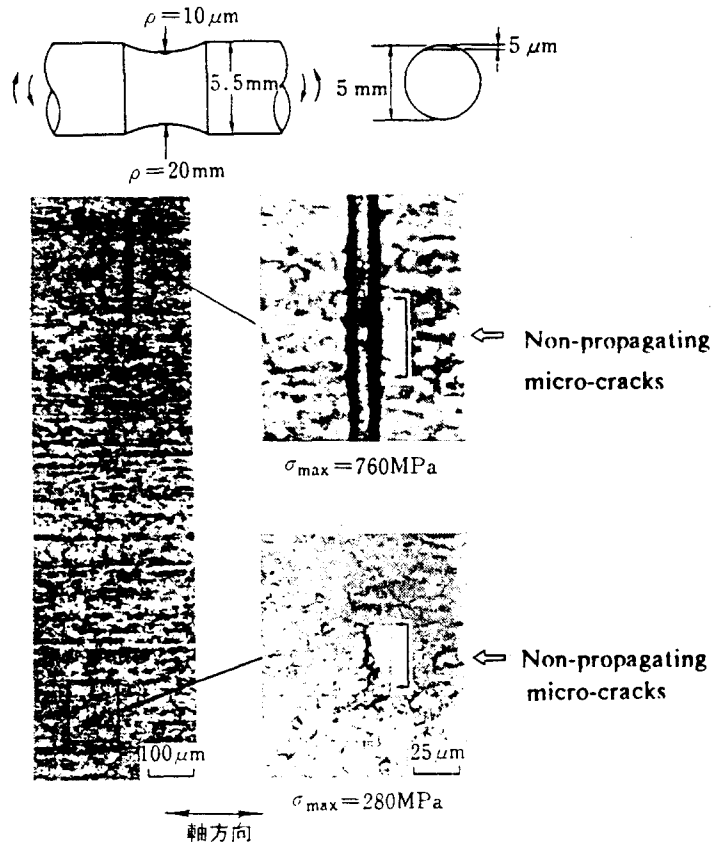 ρ=10μm
5μm
5.5mm
5mm
ρ=20mm
Non-propagating
micro-cracks
σmax=760MPa
Non-propagating
micro-cracks
100μm
25μm
σmax=280MPa
軸方向